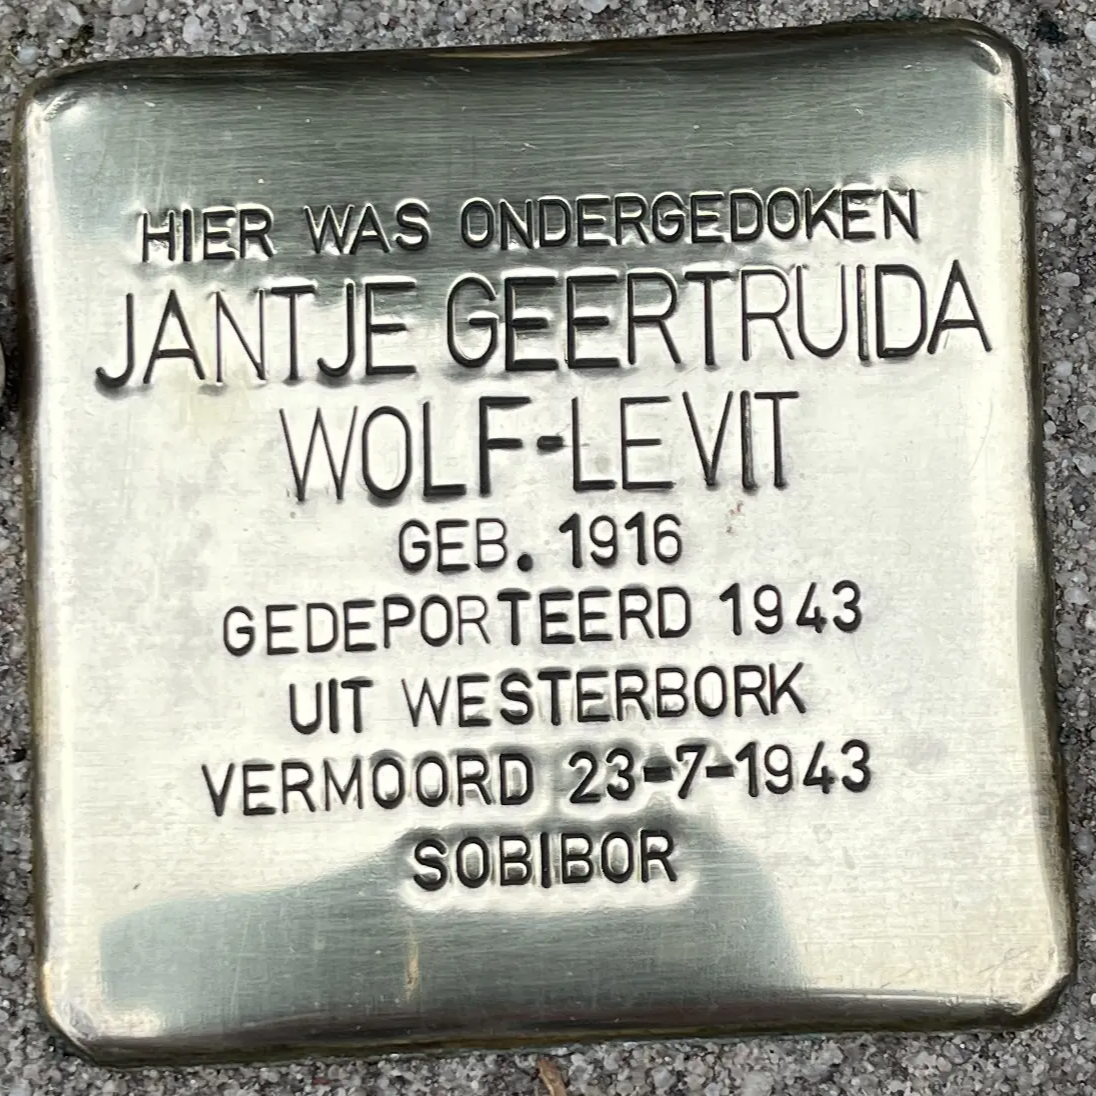 HIER WAS ONDERGEDOKEN
JANTJE GEERTRUIDA
WOLF-LEVIT
GEB. 1916
GEDEPORTEERD 1943
UIT WESTERBORK
VERMOORD 23-7-1943
SOBIBOR